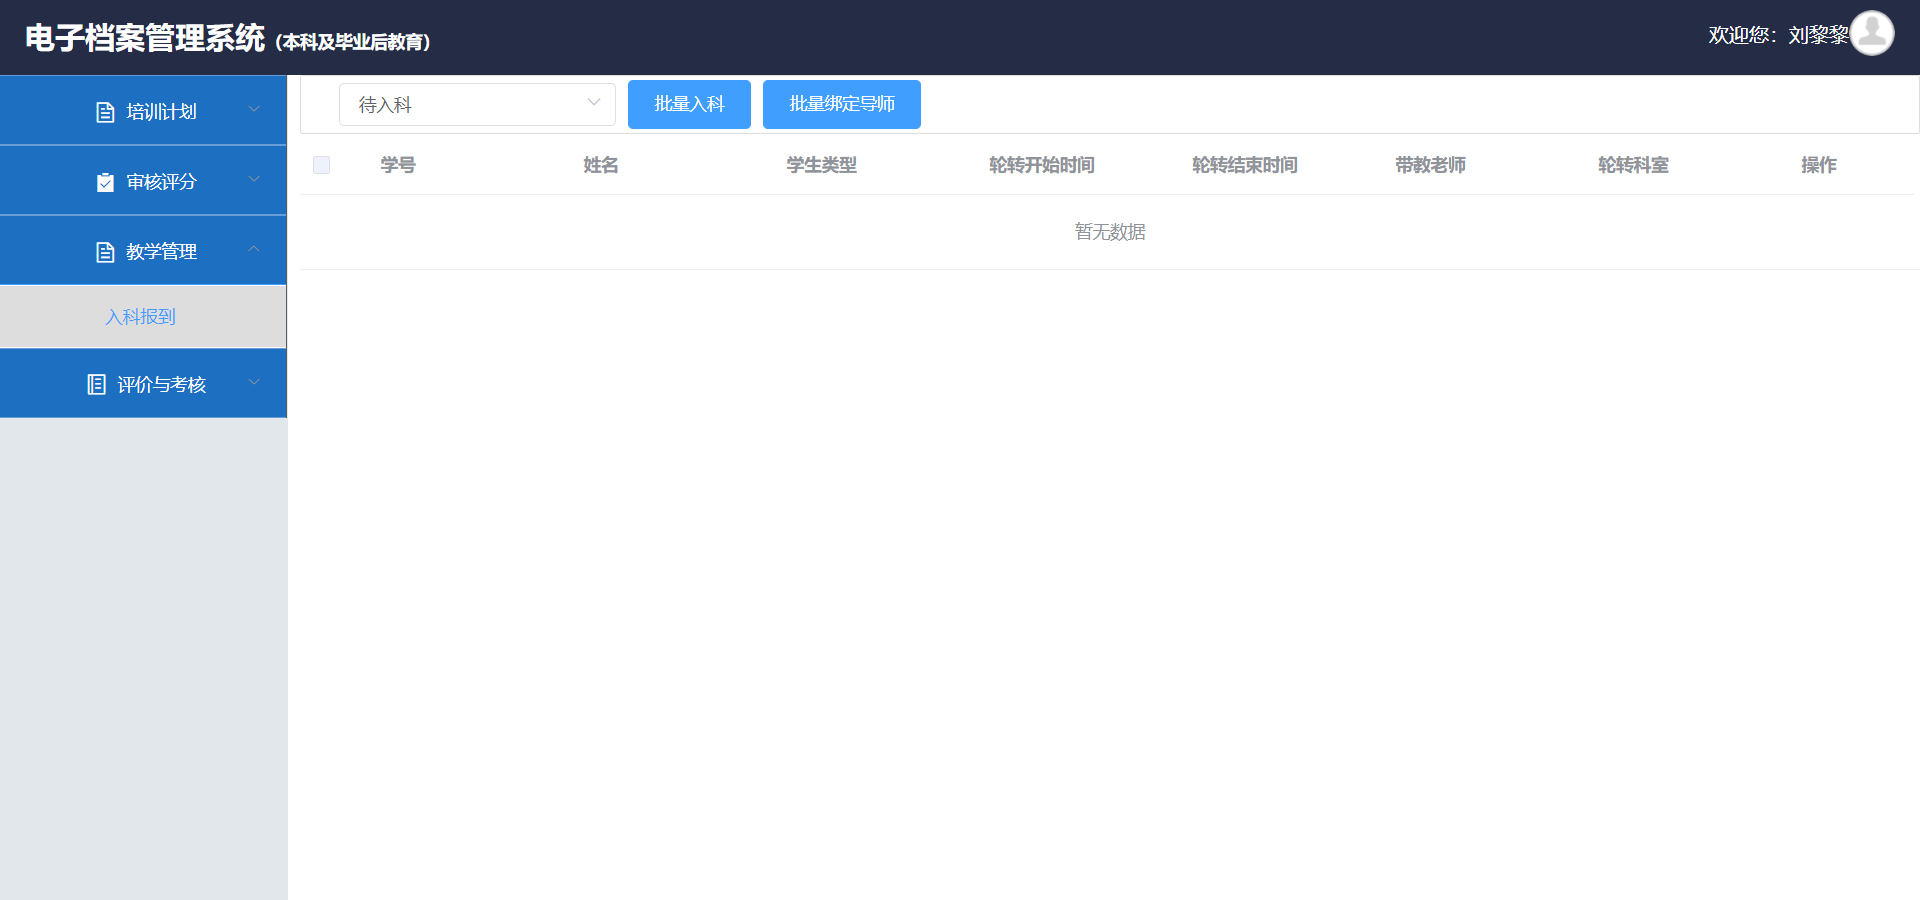 电子档案管理系统（本科及毕业后教育）
欢迎您：刘黎黎
培训计划
审核评分
教学管理
入科报到
评价与考核
待入科
批量入科
批量绑定导师
学号 姓名 学生类型 轮转开始时间 轮转结束时间 带教老师 轮转科室 操作
暂无数据